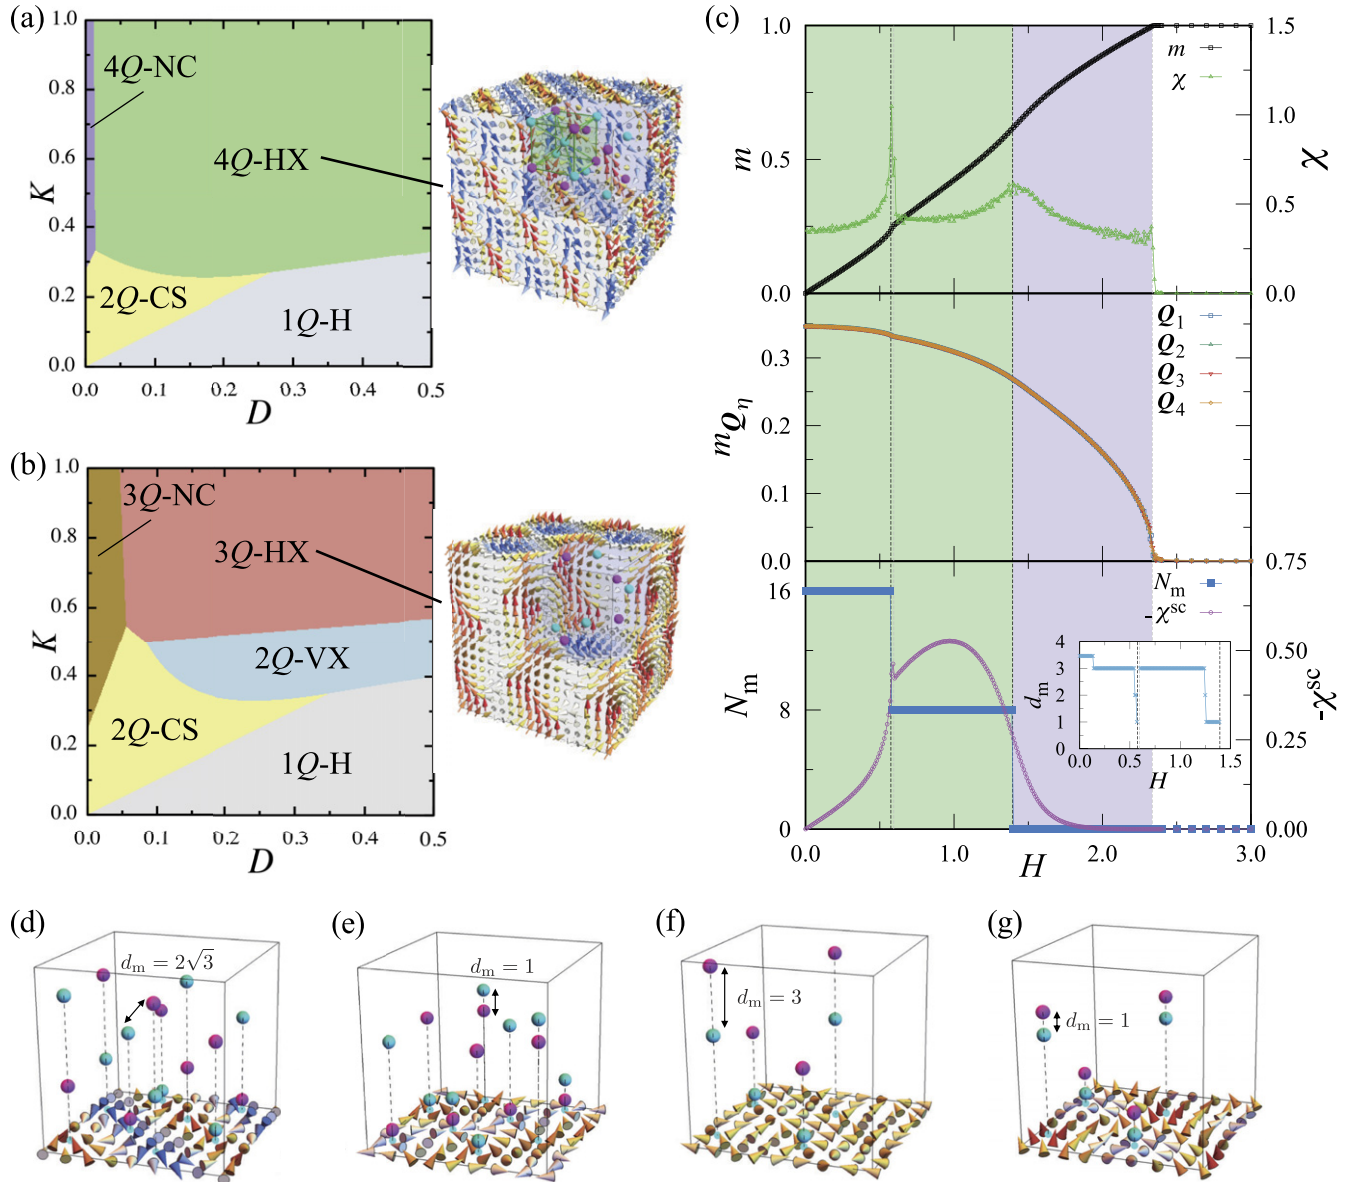 (a)
1.0
0.8
0.6
0.4
0.2
0.0
K
4Q-NC
4Q-HX
2Q-CS
1Q-H
0.0 0.1 0.2 0.3 0.4 0.5
D
(b)
1.0
0.8
0.6
0.4
0.2
0.0
K
3Q-NC
3Q-HX
2Q-VX
2Q-CS
1Q-H
0.0 0.1 0.2 0.3 0.4 0.5
D
(c)
1.0
0.5
0.0
m
1.5
1.0
0.5
0.0
χ
m
χ
0.3
0.2
0.1
0.0
m_{Q_η}
Q₁
Q₂
Q₃
Q₄
16
8
0
N_m
0.75
0.50
0.25
0.00
-χ^{sc}
N_m
-χ^{sc}
4
3
2
1
0
d_m
0.0 0.5 1.0 1.5
H
0.0 1.0 2.0 3.0
H
(d)
d_m = 2√3
(e)
d_m = 1
(f)
d_m = 3
(g)
d_m = 1